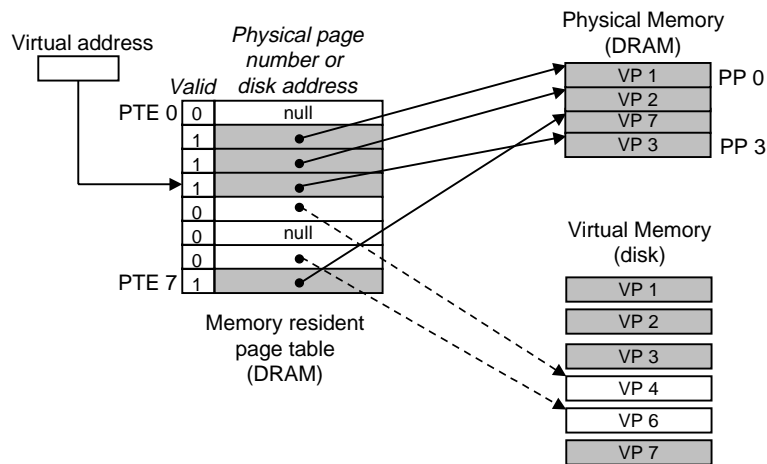 Virtual address
Physical page
number or
disk address
Valid
PTE 0
0
null
1
1
1
0
0
null
0
PTE 7
1
Memory resident
page table
(DRAM)
Physical Memory
(DRAM)
VP 1
PP 0
VP 2
VP 7
VP 3
PP 3
Virtual Memory
(disk)
VP 1
VP 2
VP 3
VP 4
VP 6
VP 7